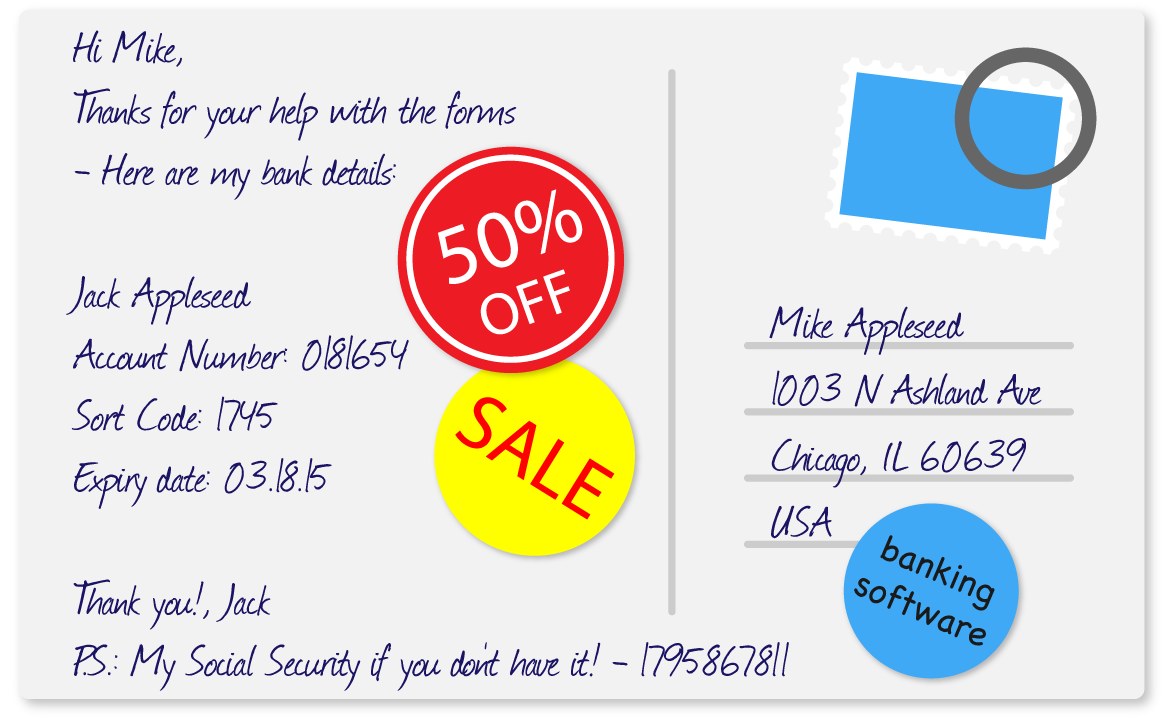 Hi Mike,
Thanks for your help with the forms
- Here are my bank details:
Jack Appleseed
Account Number: 0181654
Sort Code: 1745
Expiry date: 03.18.15
Thank you!, Jack
P.S.: My Social Security if you don't have it! - 1795867811
50%
OFF
SALE
Mike Appleseed
1003 N Ashland Ave
Chicago, IL 60639
USA
banking
software